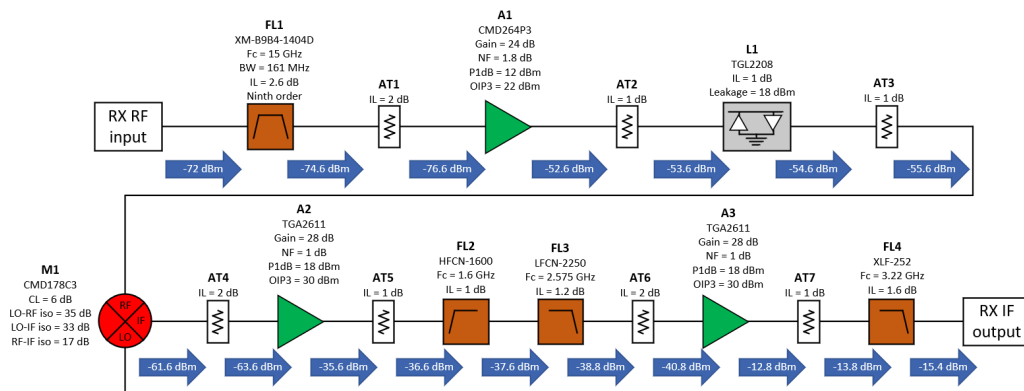 FL1
XM-B9B4-1404D
Fc = 15 GHz
BW = 161 MHz
IL = 2.6 dB
Ninth order
A1
CMD264P3
Gain = 24 dB
NF = 1.8 dB
P1dB = 12 dBm
OIP3 = 22 dBm
L1
TGL2208
IL = 1 dB
Leakage = 18 dBm
AT1
IL = 2 dB
AT2
IL = 1 dB
AT3
IL = 1 dB
RX RF
input
-72 dBm
-74.6 dBm
-76.6 dBm
-52.6 dBm
-53.6 dBm
-54.6 dBm
-55.6 dBm
M1
CMD178C3
CL = 6 dB
LO-RF iso = 35 dB
LO-IF iso = 33 dB
RF-IF iso = 17 dB
RF
IF
LO
AT4
IL = 2 dB
A2
TGA2611
Gain = 28 dB
NF = 1 dB
P1dB = 18 dBm
OIP3 = 30 dBm
AT5
IL = 1 dB
FL2
HFCN-1600
Fc = 1.6 GHz
IL = 1 dB
FL3
LFCN-2250
Fc = 2.575 GHz
IL = 1.2 dB
AT6
IL = 2 dB
A3
TGA2611
Gain = 28 dB
NF = 1 dB
P1dB = 18 dBm
OIP3 = 30 dBm
AT7
IL = 1 dB
FL4
XLF-252
Fc = 3.22 GHz
IL = 1.6 dB
RX IF
output
-61.6 dBm
-63.6 dBm
-35.6 dBm
-36.6 dBm
-37.6 dBm
-38.8 dBm
-40.8 dBm
-12.8 dBm
-13.8 dBm
-15.4 dBm